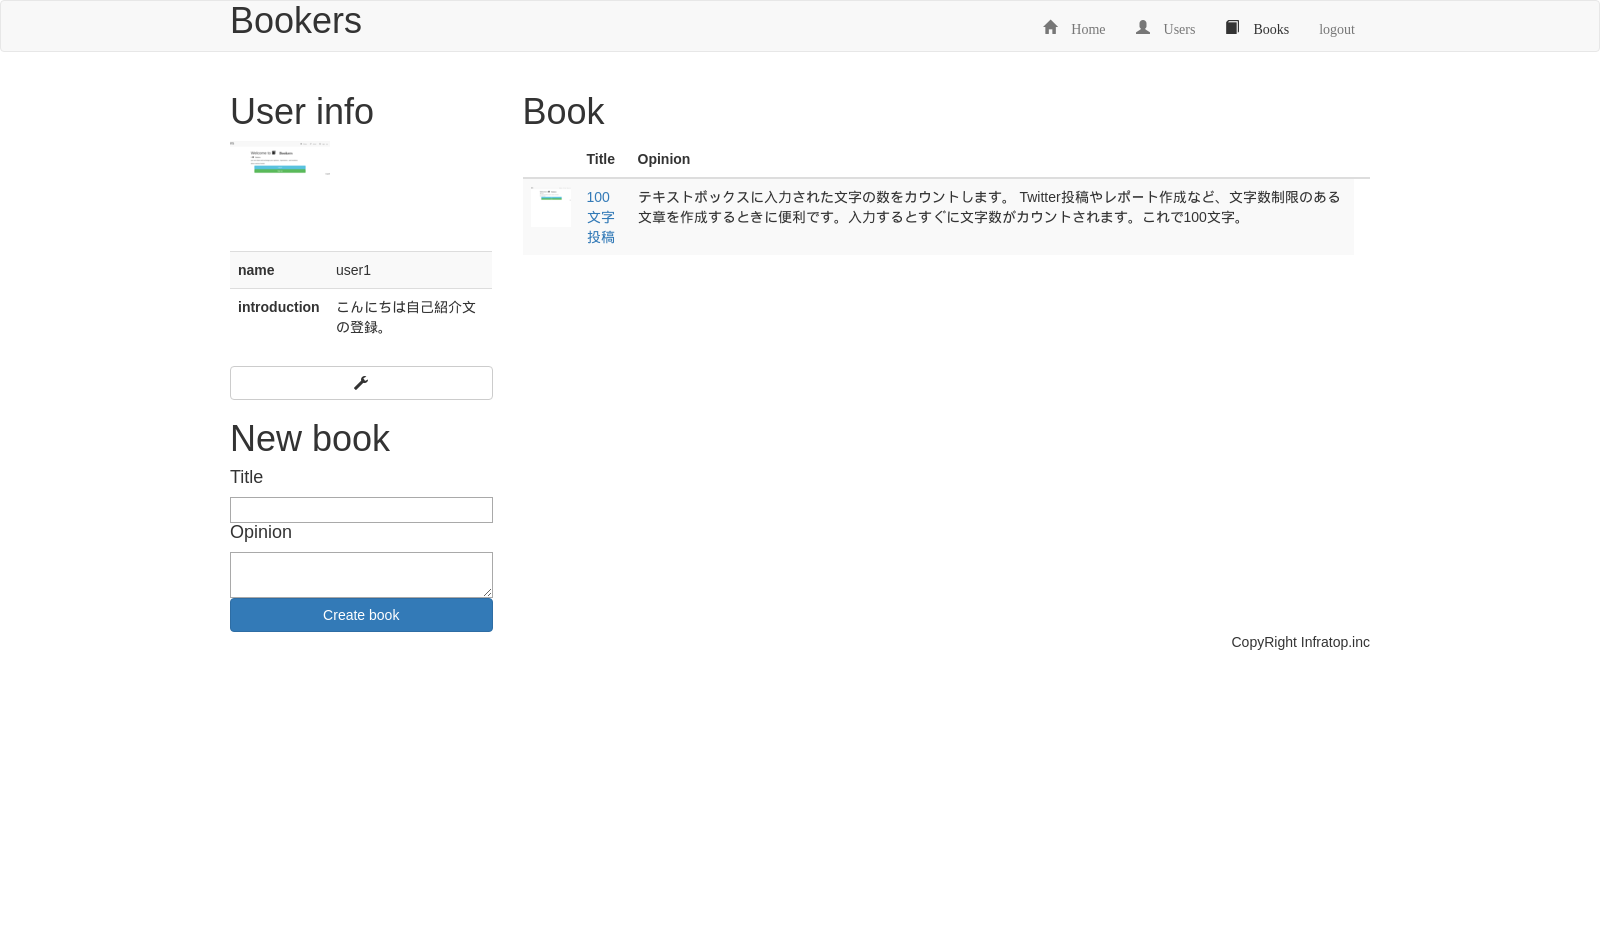 Bookers
Home Users Books logout
User info
name user1
introduction こんにちは自己紹介文
の登録。
New book
Title
Opinion
Create book
Book
Title Opinion
100
文字
投稿
テキストボックスに入力された文字の数をカウントします。 Twitter投稿やレポート作成など、文字数制限のある
文章を作成するときに便利です。入力するとすぐに文字数がカウントされます。これで100文字。
CopyRight Infratop.inc